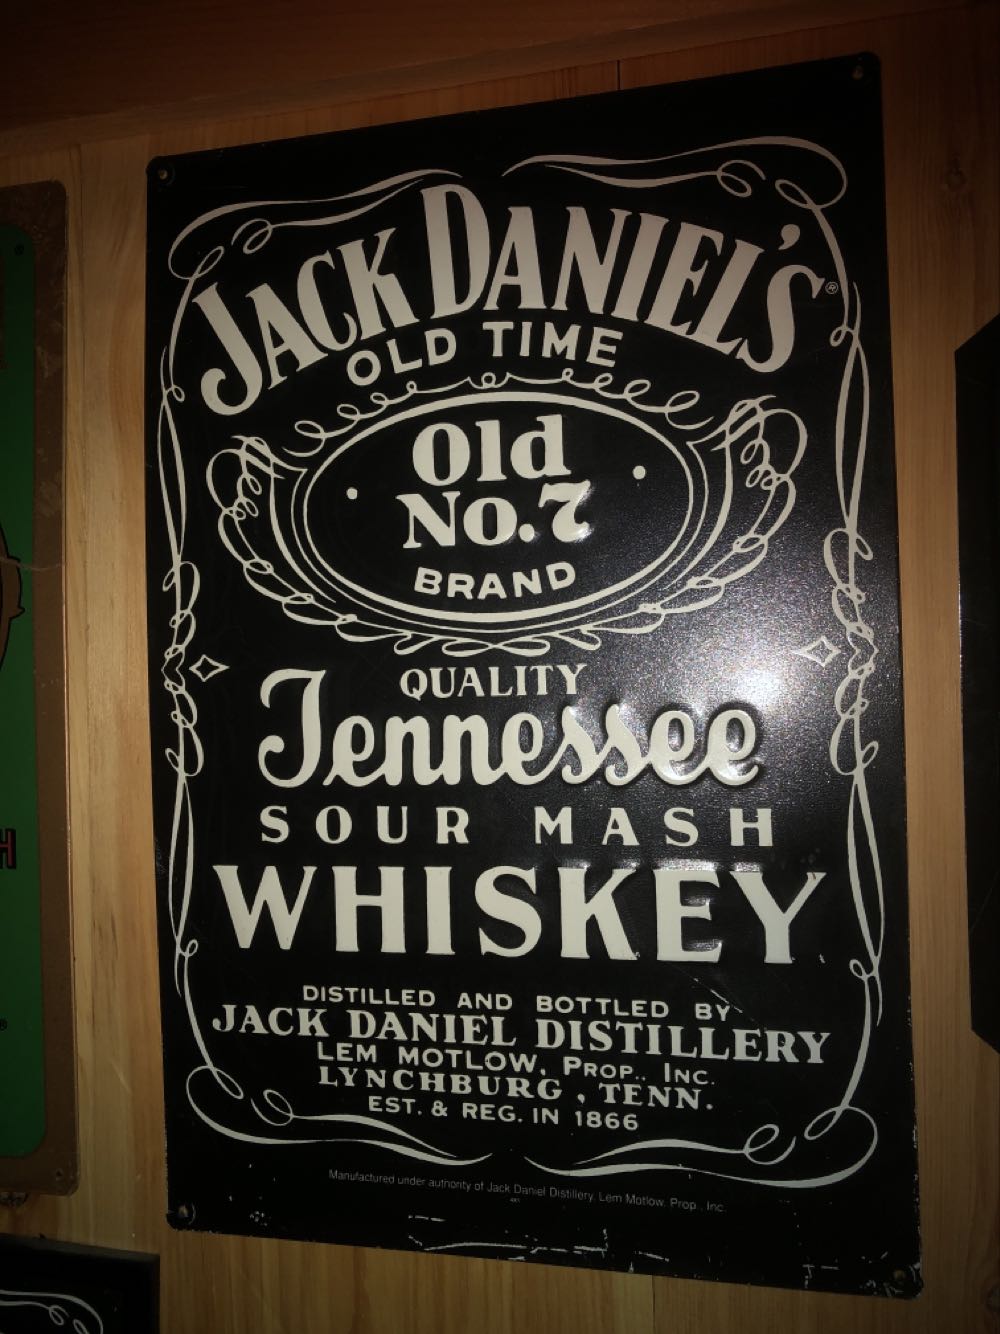 JACK DANIEL'S®
OLD TIME
Old
No.7
BRAND
QUALITY
Tennessee
SOUR MASH
WHISKEY
DISTILLED AND BOTTLED BY
JACK DANIEL DISTILLERY
LEM MOTLOW, PROP., INC.
LYNCHBURG, TENN.
EST. & REG. IN 1866
Manufactured under authority of Jack Daniel Distillery, Lem Motlow, Prop., Inc.
H
®